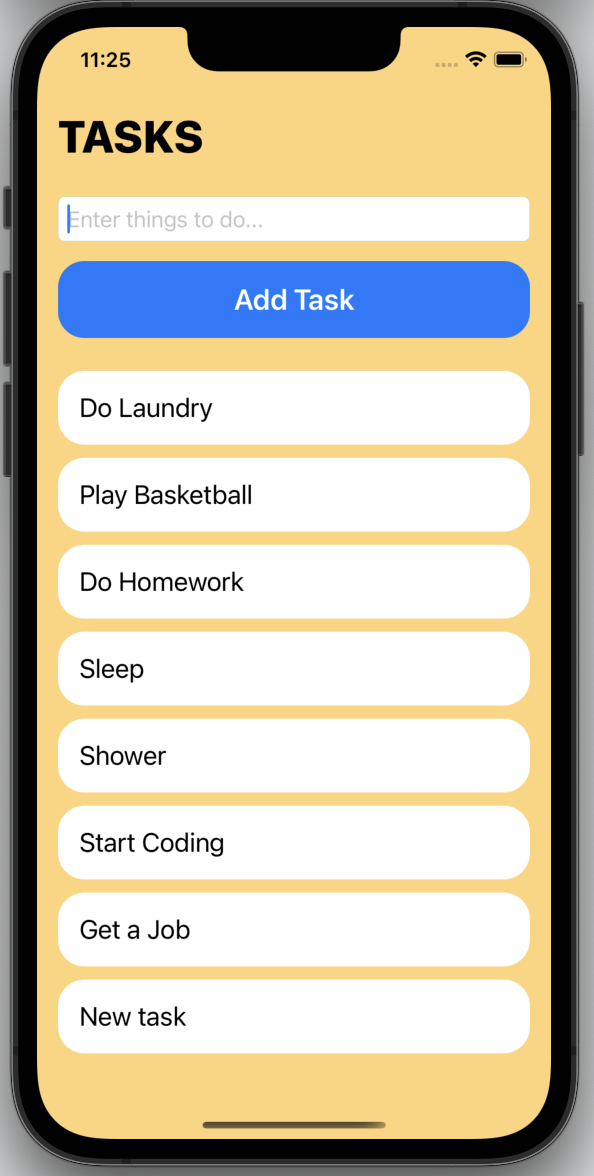 11:25
TASKS
Enter things to do...
Add Task
Do Laundry
Play Basketball
Do Homework
Sleep
Shower
Start Coding
Get a Job
New task